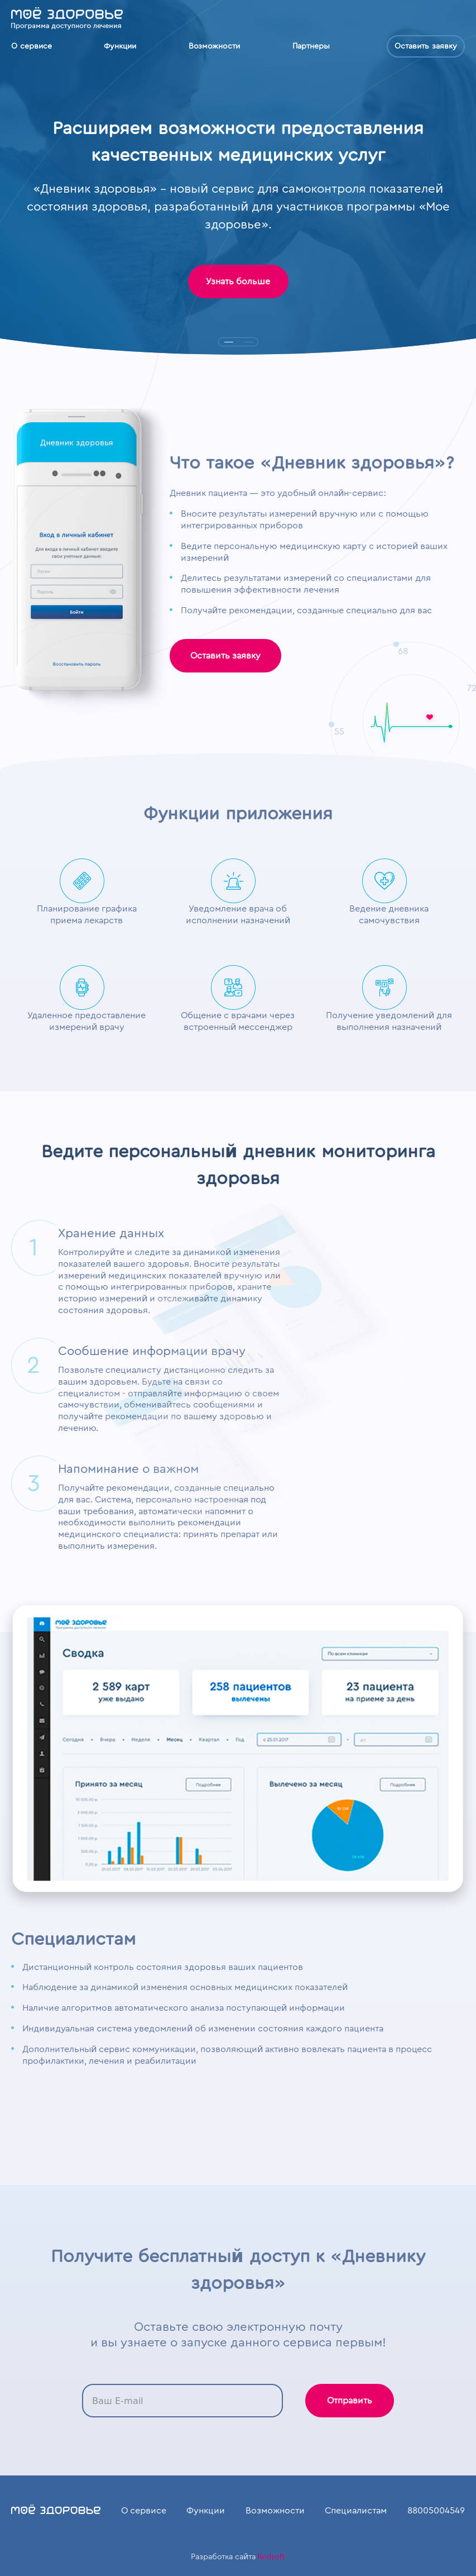 моё здоровье
Программа доступного лечения
О сервисе
Функции
Возможности
Партнеры
Оставить заявку
Расширяем возможности предоставления
качественных медицинских услуг
«Дневник здоровья» – новый сервис для самоконтроля показателей
состояния здоровья, разработанный для участников программы «Мое
здоровье».
Узнать больше
Дневник здоровья
Вход в личный кабинет
Для входа в личный кабинет введите
свои учетные данные:
Логин
Пароль
Войти
Восстановить пароль
Что такое «Дневник здоровья»?
Дневник пациента — это удобный онлайн-сервис:
Вносите результаты измерений вручную или с помощью
интегрированных приборов
Ведите персональную медицинскую карту с историей ваших
измерений
Делитесь результатами измерений со специалистами для
повышения эффективности лечения
Получайте рекомендации, созданные специально для вас
Оставить заявку
68
72
55
Функции приложения
Планирование графика
приема лекарств
Уведомление врача об
исполнении назначений
Ведение дневника
самочувствия
Удаленное предоставление
измерений врачу
Общение с врачами через
встроенный мессенджер
Получение уведомлений для
выполнения назначений
Ведите персональный дневник мониторинга
здоровья
1
Хранение данных
Контролируйте и следите за динамикой изменения
показателей вашего здоровья. Вносите результаты
измерений медицинских показателей вручную или
с помощью интегрированных приборов, храните
историю измерений и отслеживайте динамику
состояния здоровья.
2
Сообшение информации врачу
Позвольте специалисту дистанционно следить за
вашим здоровьем. Будьте на связи со
специалистом - отправляйте информацию о своем
самочувствии, обменивайтесь сообщениями и
получайте рекомендации по вашему здоровью и
лечению.
3
Напоминание о важном
Получайте рекомендации, созданные специально
для вас. Система, персонально настроенная под
ваши требования, автоматически напомнит о
необходимости выполнить рекомендации
медицинского специалиста: принять препарат или
выполнить измерения.
моё здоровье
Программа доступного лечения
Сводка
По всем клиникам
2 589 карт
уже выдано
258 пациентов
вылечены
23 пациента
на приеме за день
Сегодня • Вчера • Неделя • Месяц • Квартал • Год
с 25.01.2017
Принято за месяц
Подробнее
Вылечено за месяц
Подробнее
Специалистам
Дистанционный контроль состояния здоровья ваших пациентов
Наблюдение за динамикой изменения основных медицинских показателей
Наличие алгоритмов автоматического анализа поступающей информации
Индивидуальная система уведомлений об изменении состояния каждого пациента
Дополнительный сервис коммуникации, позволяющий активно вовлекать пациента в процесс
профилактики, лечения и реабилитации
Получите бесплатный доступ к «Дневнику
здоровья»
Оставьте свою электронную почту
и вы узнаете о запуске данного сервиса первым!
Ваш E-mail
Отправить
моё здоровье
О сервисе
Функции
Возможности
Специалистам
88005004549
Разработка сайта